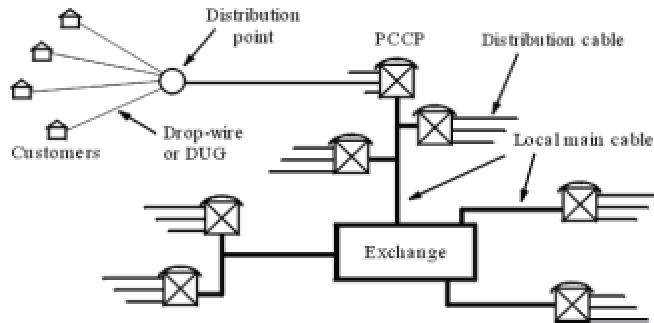 Distribution
point
PCCP
Distribution cable
Drop-wire
or DUG
Customers
Local main cable
Exchange